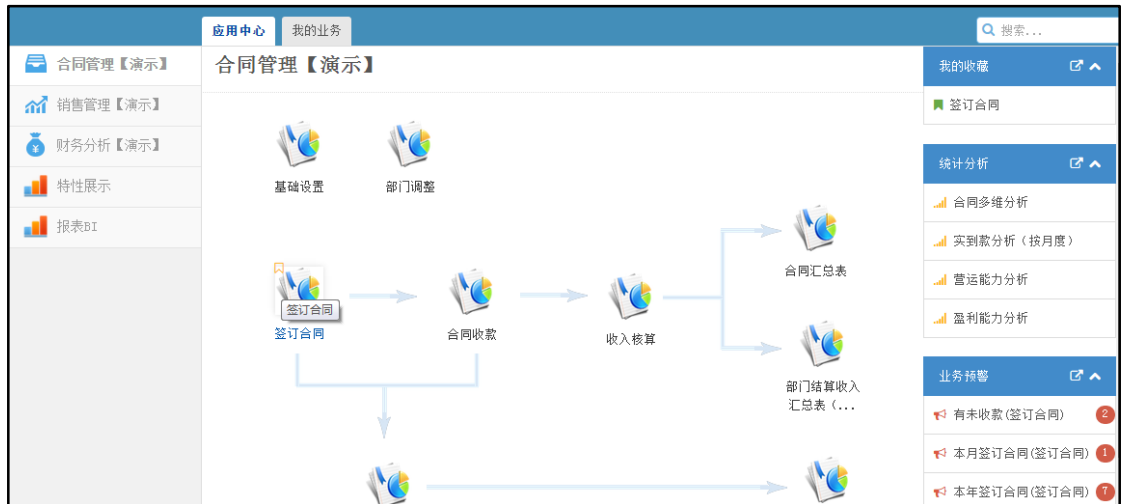 应用中心
我的业务
搜索...
合同管理【演示】
销售管理【演示】
财务分析【演示】
特性展示
报表BI
合同管理【演示】
基础设置
部门调整
签订合同
签订合同
合同收款
收入核算
合同汇总表
部门结算收入
汇总表（...
我的收藏
签订合同
统计分析
合同多维分析
实到款分析（按月度）
营运能力分析
盈利能力分析
业务预警
有未收款(签订合同) 2
本月签订合同(签订合同) 1
本年签订合同(签订合同) 7